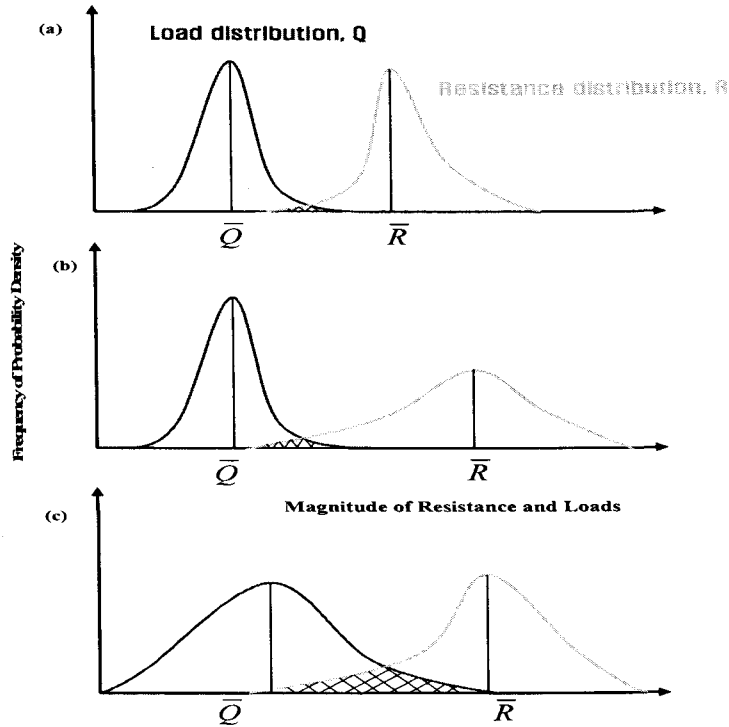 (a)
Load distribution, Q
Resistance distribution, R
Q̅
R̅
Frequency of Probability Density
(b)
Q̅
R̅
Magnitude of Resistance and Loads
(c)
Q̅
R̅